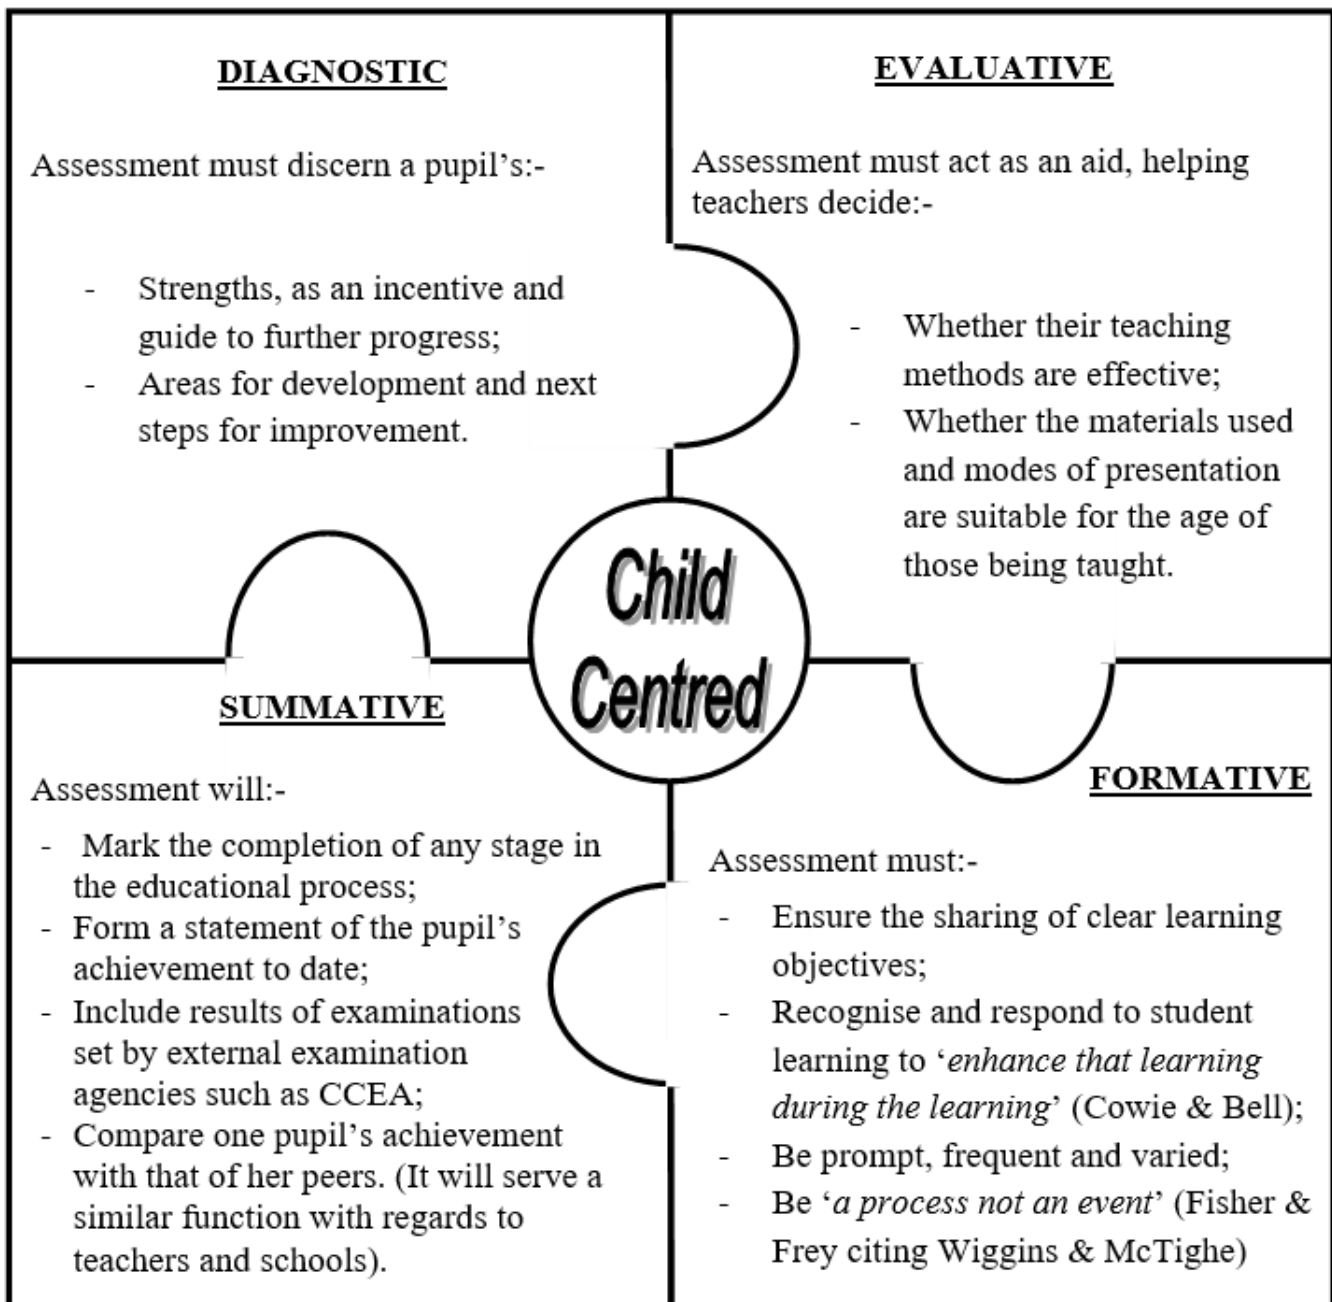 DIAGNOSTIC
Assessment must discern a pupil’s:-
- Strengths, as an incentive and
guide to further progress;
- Areas for development and next
steps for improvement.
EVALUATIVE
Assessment must act as an aid, helping
teachers decide:-
- Whether their teaching
methods are effective;
- Whether the materials used
and modes of presentation
are suitable for the age of
those being taught.
Child
Centred
SUMMATIVE
Assessment will:-
- Mark the completion of any stage in
the educational process;
- Form a statement of the pupil’s
achievement to date;
- Include results of examinations
set by external examination
agencies such as CCEA;
- Compare one pupil’s achievement
with that of her peers. (It will serve a
similar function with regards to
teachers and schools).
FORMATIVE
Assessment must:-
- Ensure the sharing of clear learning
objectives;
- Recognise and respond to student
learning to ‘enhance that learning
during the learning’ (Cowie & Bell);
- Be prompt, frequent and varied;
- Be ‘a process not an event’ (Fisher &
Frey citing Wiggins & McTighe)